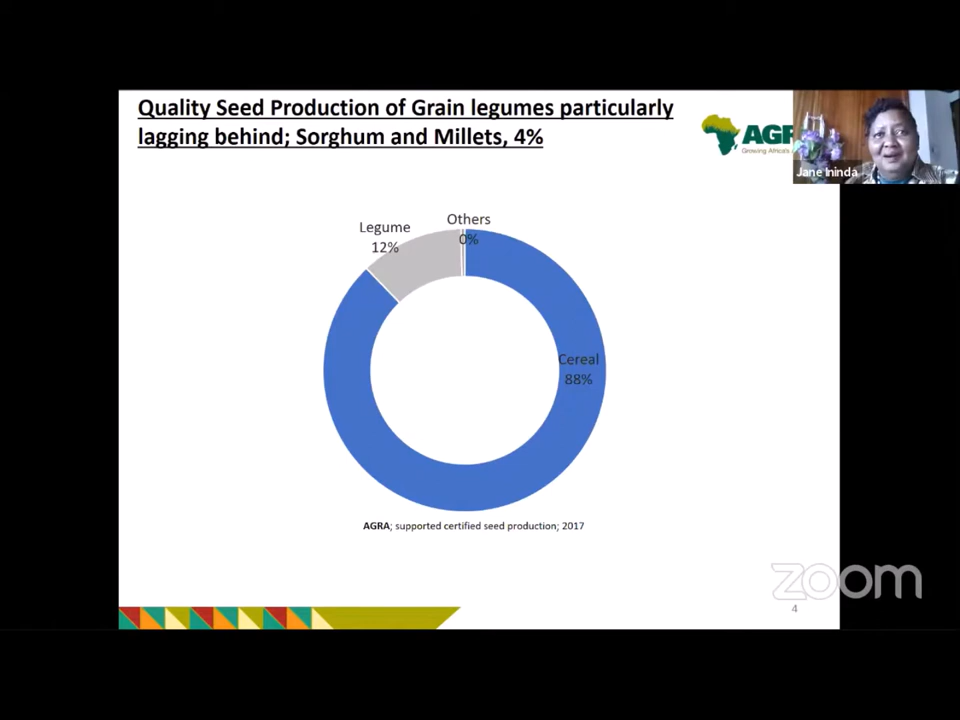 Quality Seed Production of Grain legumes particularly
lagging behind; Sorghum and Millets, 4%
AGR
Growing Africa's
Jane Ininda
Others
0%
Legume
12%
Cereal
88%
AGRA; supported certified seed production; 2017
zoom
4